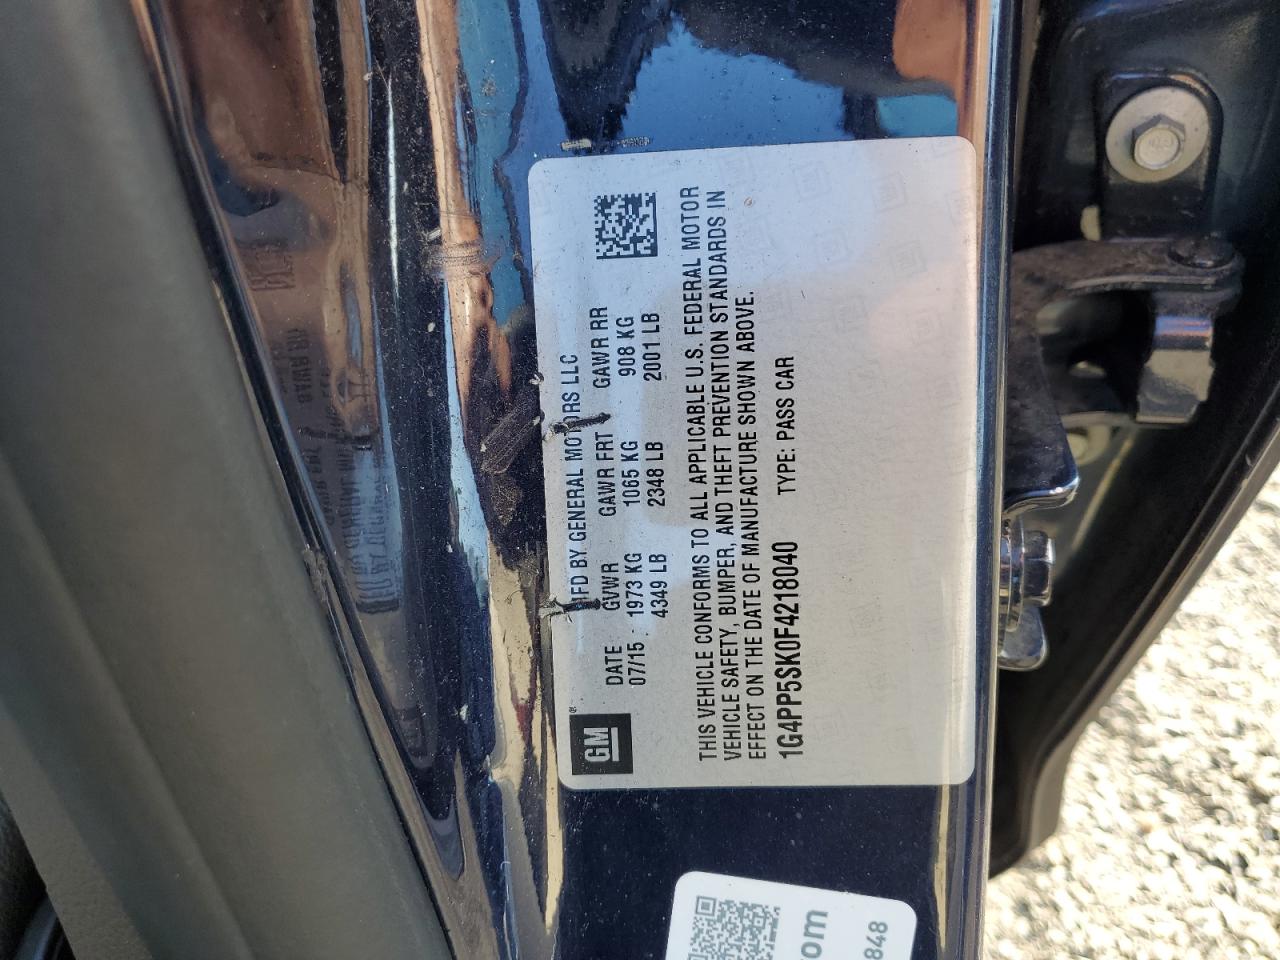 GM
MFD BY GENERAL MOTORS LLC
DATE GVWR GAWR FRT GAWR RR
07/15 1973 KG 1065 KG 908 KG
4349 LB 2348 LB 2001 LB
THIS VEHICLE CONFORMS TO ALL APPLICABLE U.S. FEDERAL MOTOR
VEHICLE SAFETY, BUMPER, AND THEFT PREVENTION STANDARDS IN
EFFECT ON THE DATE OF MANUFACTURE SHOWN ABOVE.
1G4PP5SK0F4218040 TYPE: PASS CAR
com
848